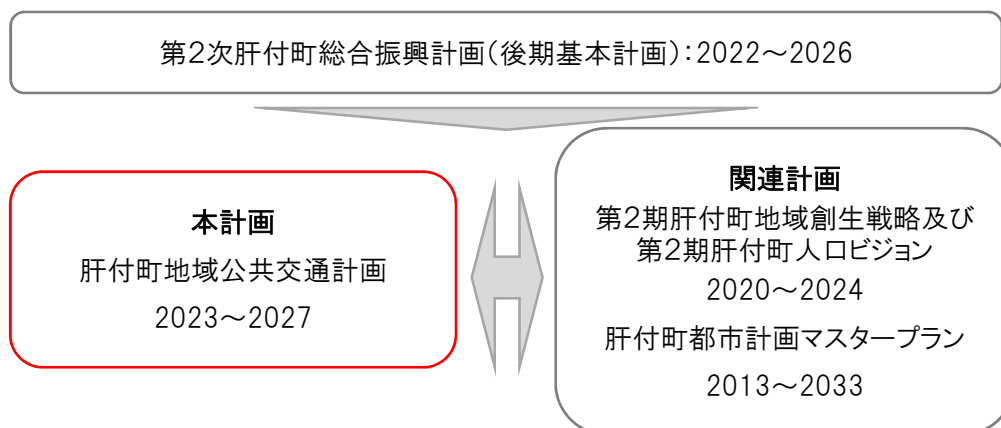 第2次肝付町総合振興計画(後期基本計画):2022～2026
本計画
肝付町地域公共交通計画
2023～2027
関連計画
第2期肝付町地域創生戦略及び
第2期肝付町人口ビジョン
2020～2024
肝付町都市計画マスタープラン
2013～2033